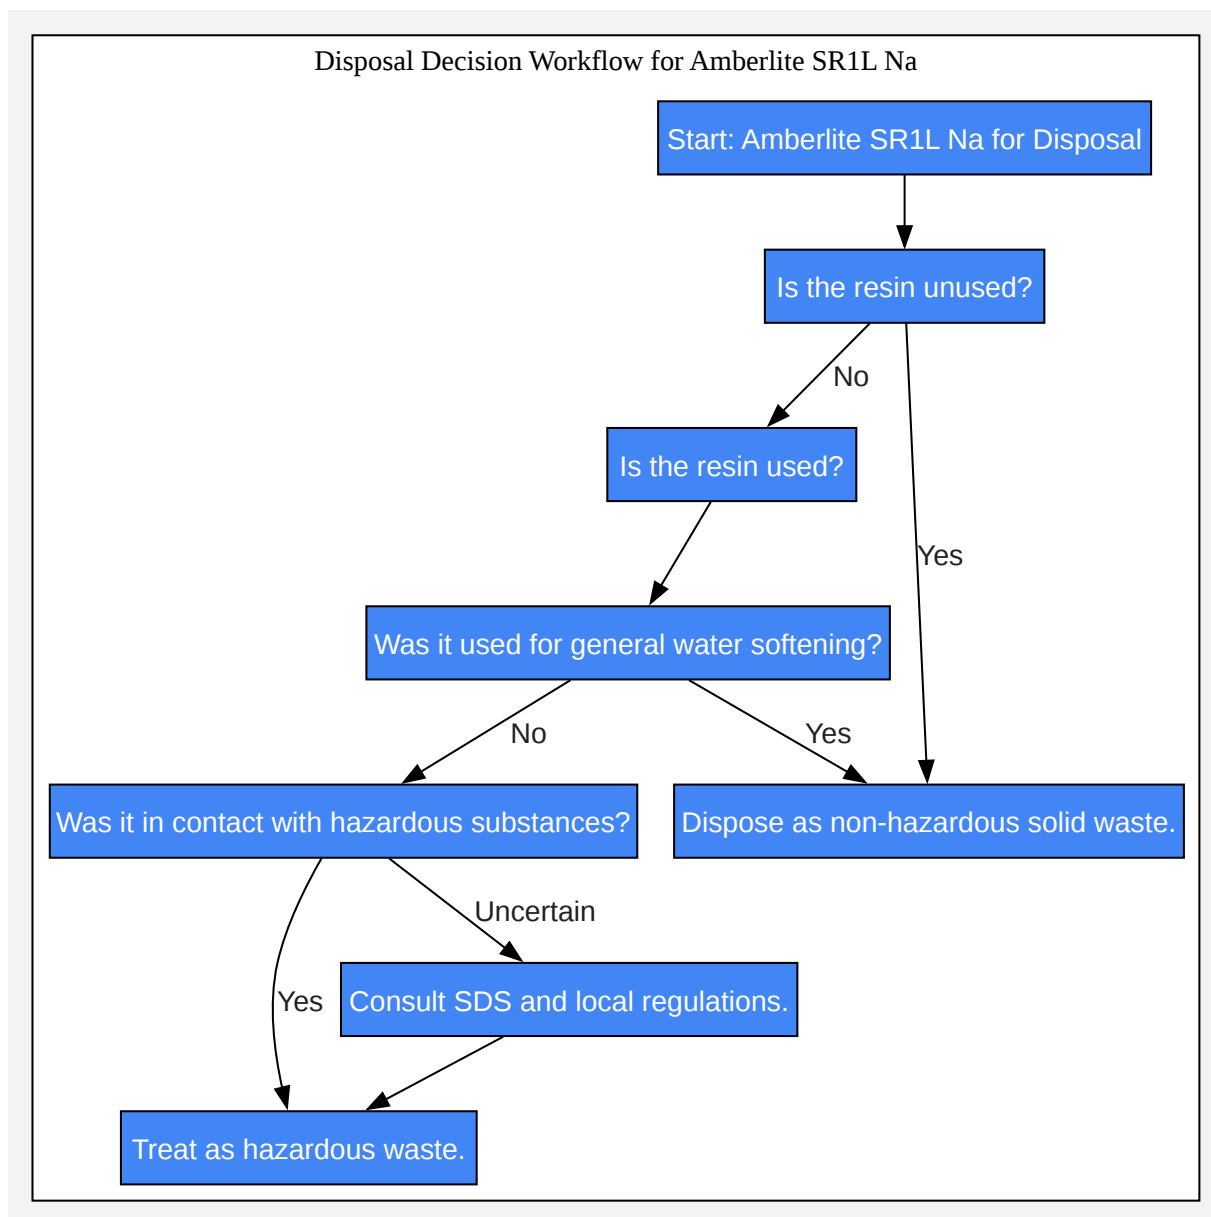 Disposal Decision Workflow for Amberlite SR1L Na
Start: Amberlite SR1L Na for Disposal
Is the resin unused?
No
Is the resin used?
Yes
Was it used for general water softening?
No
Yes
Was it in contact with hazardous substances?
Dispose as non-hazardous solid waste.
Uncertain
Yes
Consult SDS and local regulations.
Treat as hazardous waste.